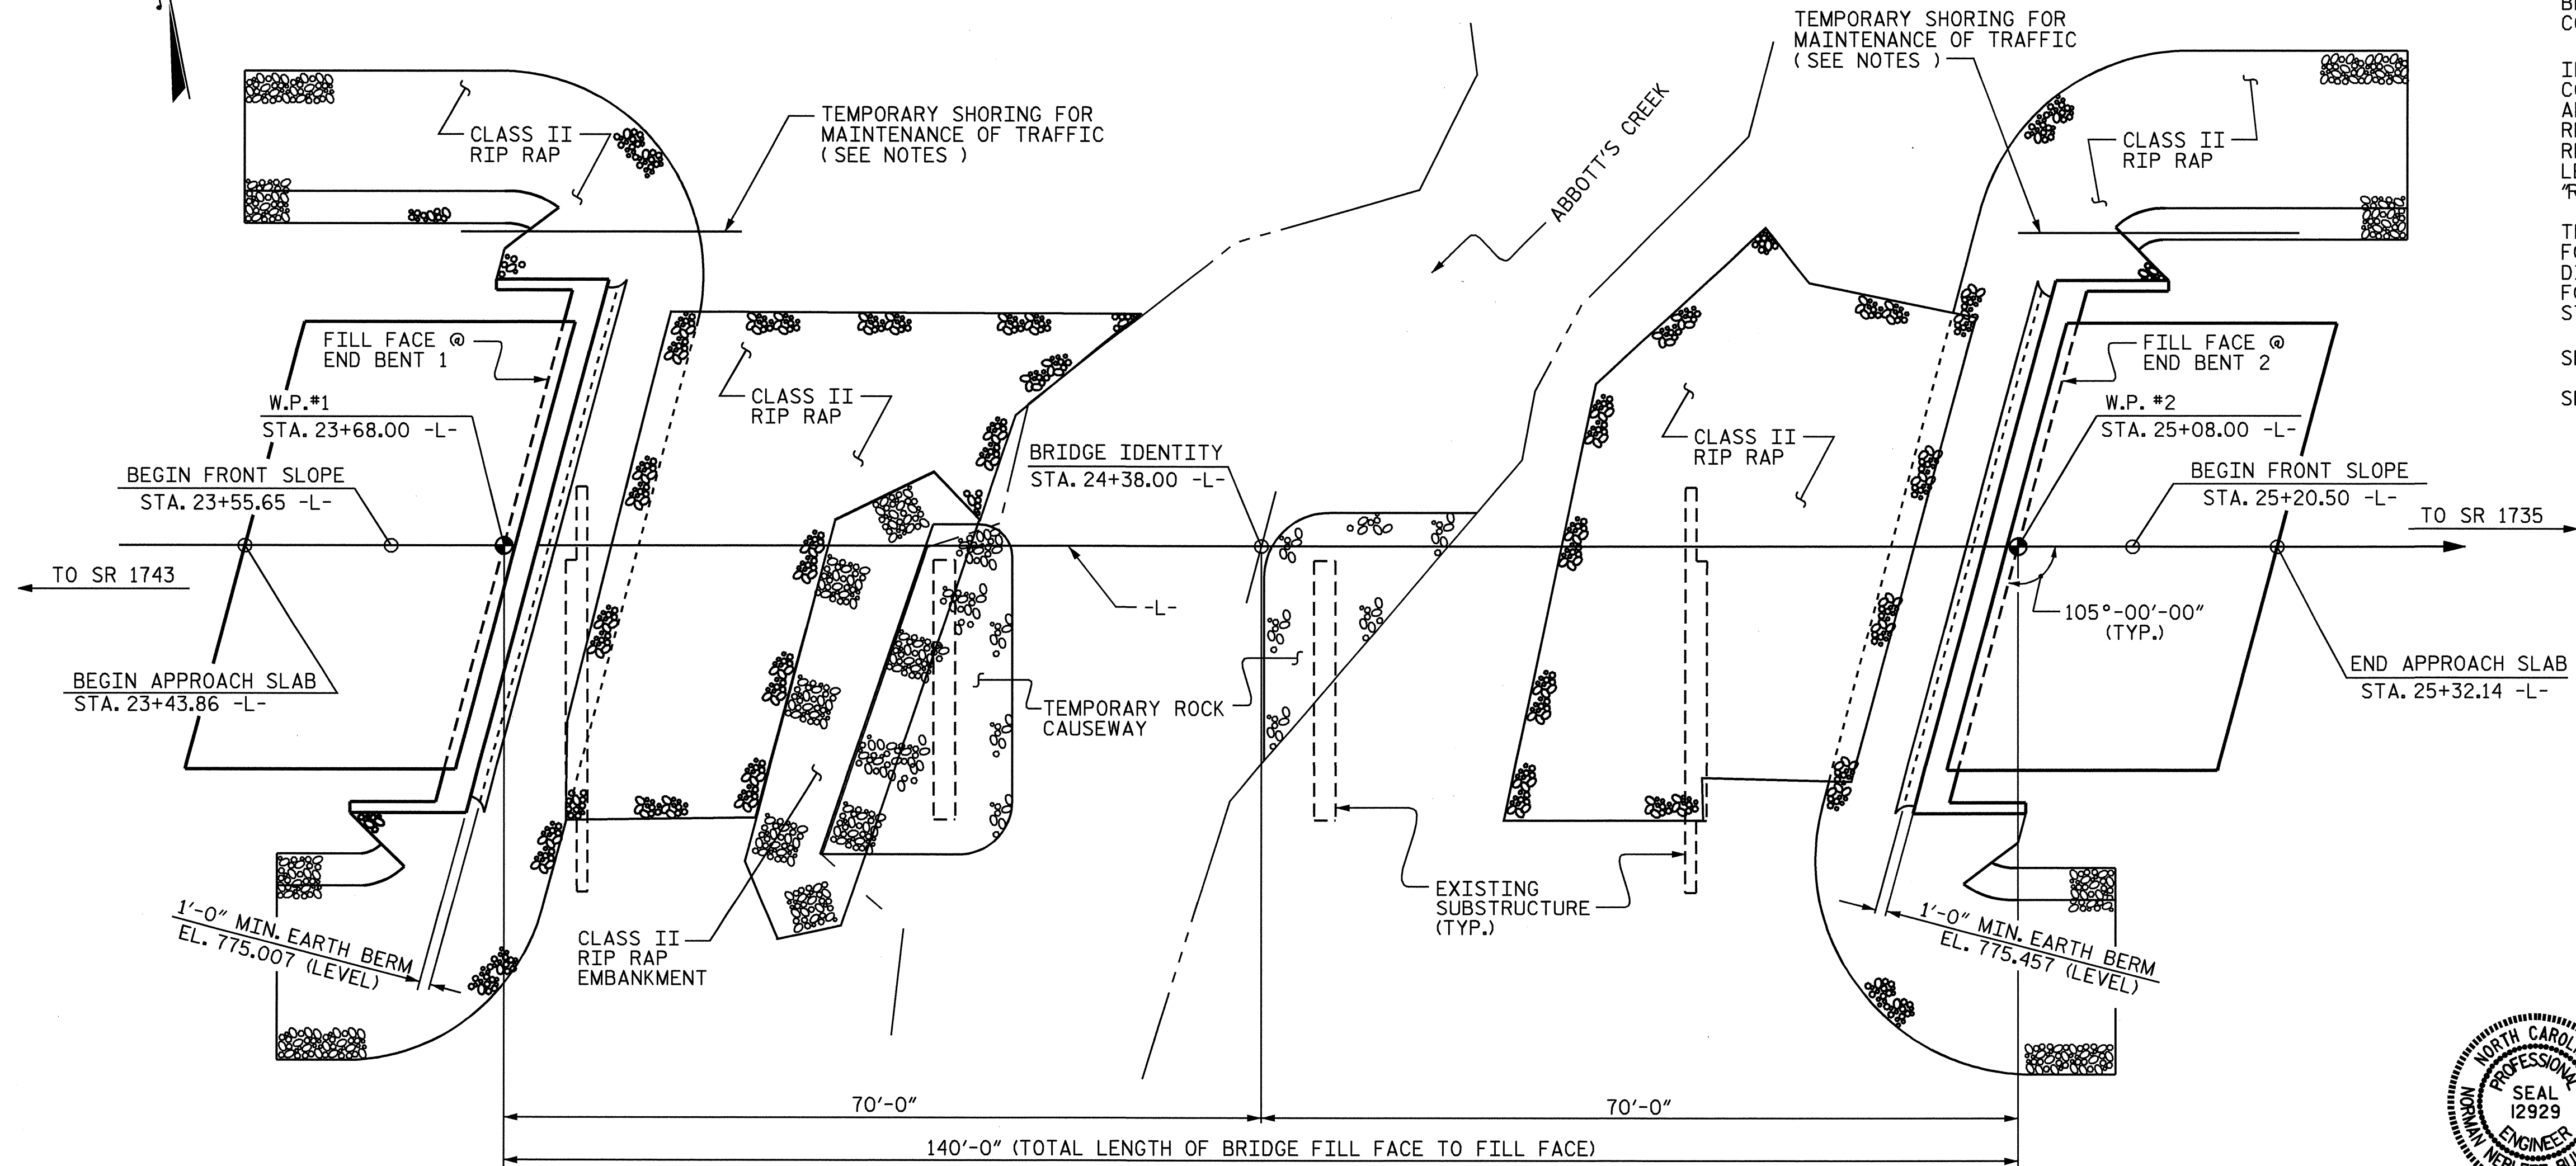 TEMPORARY SHORING FOR
MAINTENANCE OF TRAFFIC
( SEE NOTES )
TEMPORARY SHORING FOR
MAINTENANCE OF TRAFFIC
( SEE NOTES )
CLASS II
RIP RAP
CLASS II
RIP RAP
ABBOTT'S CREEK
FILL FACE @
END BENT 1
FILL FACE @
END BENT 2
W.P.#1
STA. 23+68.00 -L-
CLASS II
RIP RAP
CLASS II
RIP RAP
W.P. #2
STA. 25+08.00 -L-
BEGIN FRONT SLOPE
STA. 23+55.65 -L-
BRIDGE IDENTITY
STA. 24+38.00 -L-
BEGIN FRONT SLOPE
STA. 25+20.50 -L-
TO SR 1735
TO SR 1743
-L-
105°-00'-00"
(TYP.)
BEGIN APPROACH SLAB
STA. 23+43.86 -L-
TEMPORARY ROCK
CAUSEWAY
END APPROACH SLAB
STA. 25+32.14 -L-
1'-0" MIN. EARTH BERM
EL. 775.007 (LEVEL)
CLASS II
RIP RAP
EMBANKMENT
EXISTING
SUBSTRUCTURE
(TYP.)
1'-0" MIN. EARTH BERM
EL. 775.457 (LEVEL)
70'-0"
70'-0"
140'-0" (TOTAL LENGTH OF BRIDGE FILL FACE TO FILL FACE)
NORTH
PROFESSIONAL
SEAL
12929
ENGINEER
NORMAN